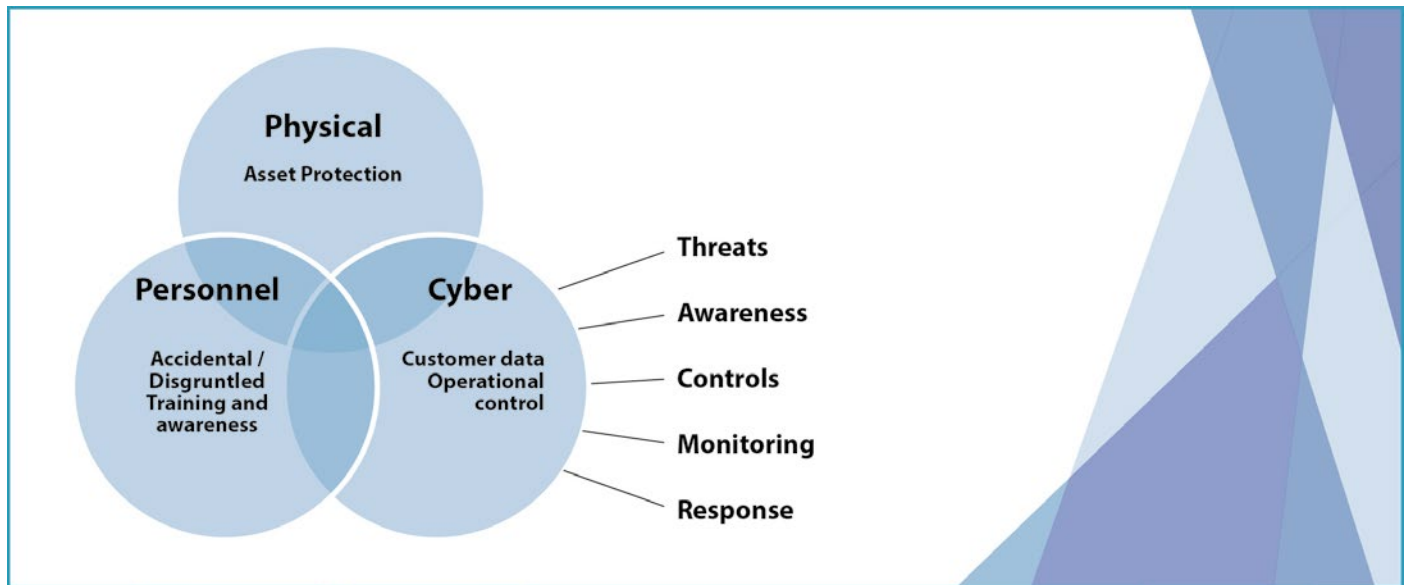 Physical
Asset Protection
Personnel
Accidental /
Disgruntled
Training and
awareness
Cyber
Customer data
Operational
control
Threats
Awareness
Controls
Monitoring
Response